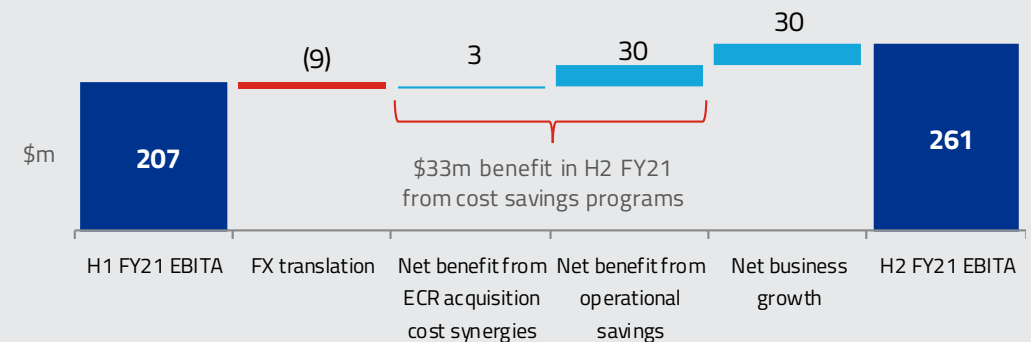 30
(9)
3
30
$m
207
261
$33m benefit in H2 FY21
from cost savings programs
H1 FY21 EBITA
FX translation
Net benefit from
ECR acquisition
cost synergies
Net benefit from
operational
savings
Net business
growth
H2 FY21 EBITA